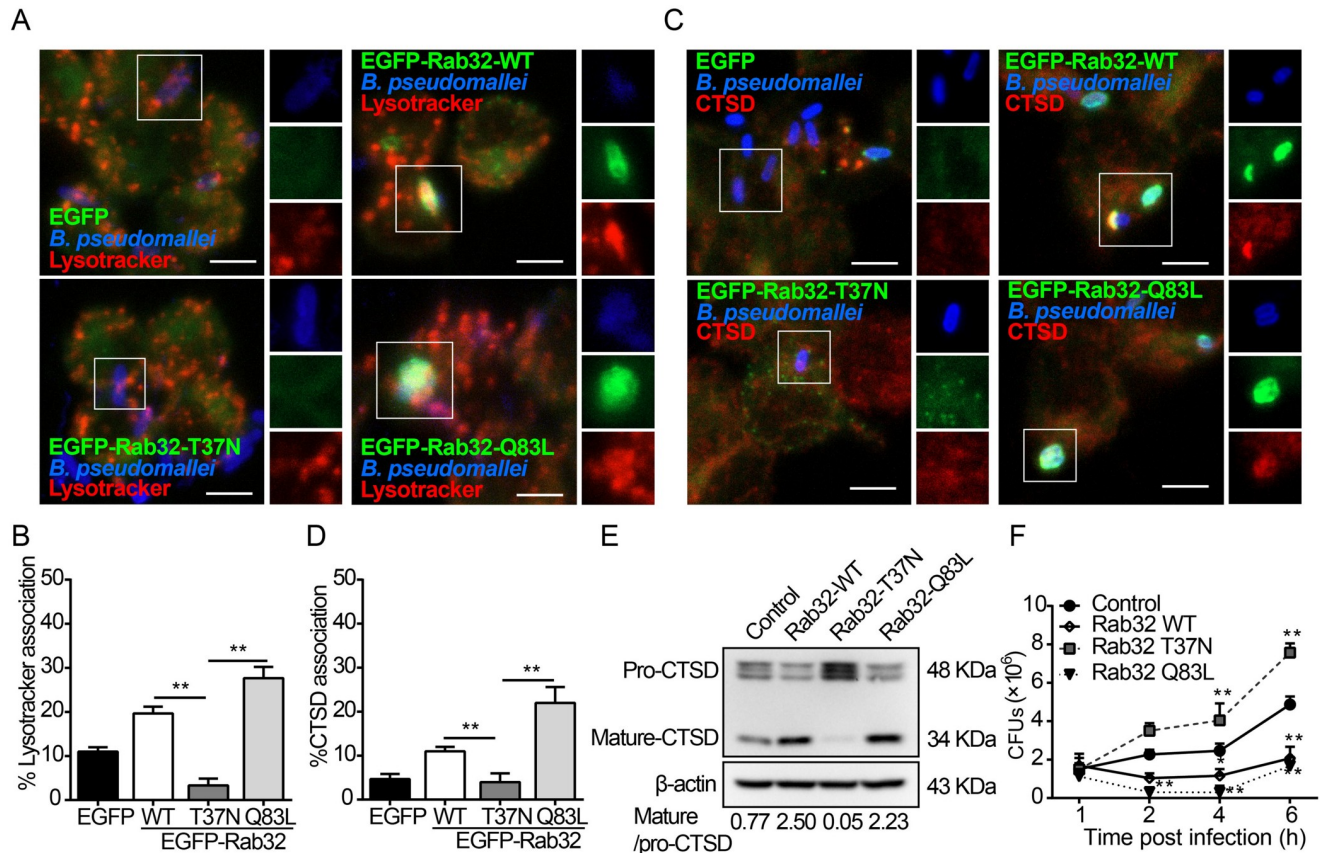 A
EGFP
B. pseudomallei
Lysotracker
EGFP-Rab32-WT
B. pseudomallei
Lysotracker
EGFP-Rab32-T37N
B. pseudomallei
Lysotracker
EGFP-Rab32-Q83L
B. pseudomallei
Lysotracker
C
EGFP
B. pseudomallei
CTSD
EGFP-Rab32-WT
B. pseudomallei
CTSD
EGFP-Rab32-T37N
B. pseudomallei
CTSD
EGFP-Rab32-Q83L
B. pseudomallei
CTSD
B
% Lysotracker association
50
40
30
20
10
0
**
**
EGFP
WT
T37N
Q83L
EGFP-Rab32
D
%CTSD association
50
40
30
20
10
0
**
**
EGFP
WT
T37N
Q83L
EGFP-Rab32
E
Control
Rab32-WT
Rab32-T37N
Rab32-Q83L
Pro-CTSD
48 KDa
Mature-CTSD
34 KDa
β-actin
43 KDa
Mature
/pro-CTSD
0.77 2.50 0.05 2.23
F
CFUs (×10⁶)
10
8
6
4
2
0
Control
Rab32 WT
Rab32 T37N
Rab32 Q83L
**
**
*
**
**
**
**
1 2 4 6
Time post infection (h)